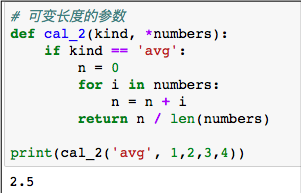 # 可变长度的参数
def cal_2(kind, *numbers):
    if kind == 'avg':
        n = 0
        for i in numbers:
            n = n + i
        return n / len(numbers)

print(cal_2('avg', 1,2,3,4))
2.5